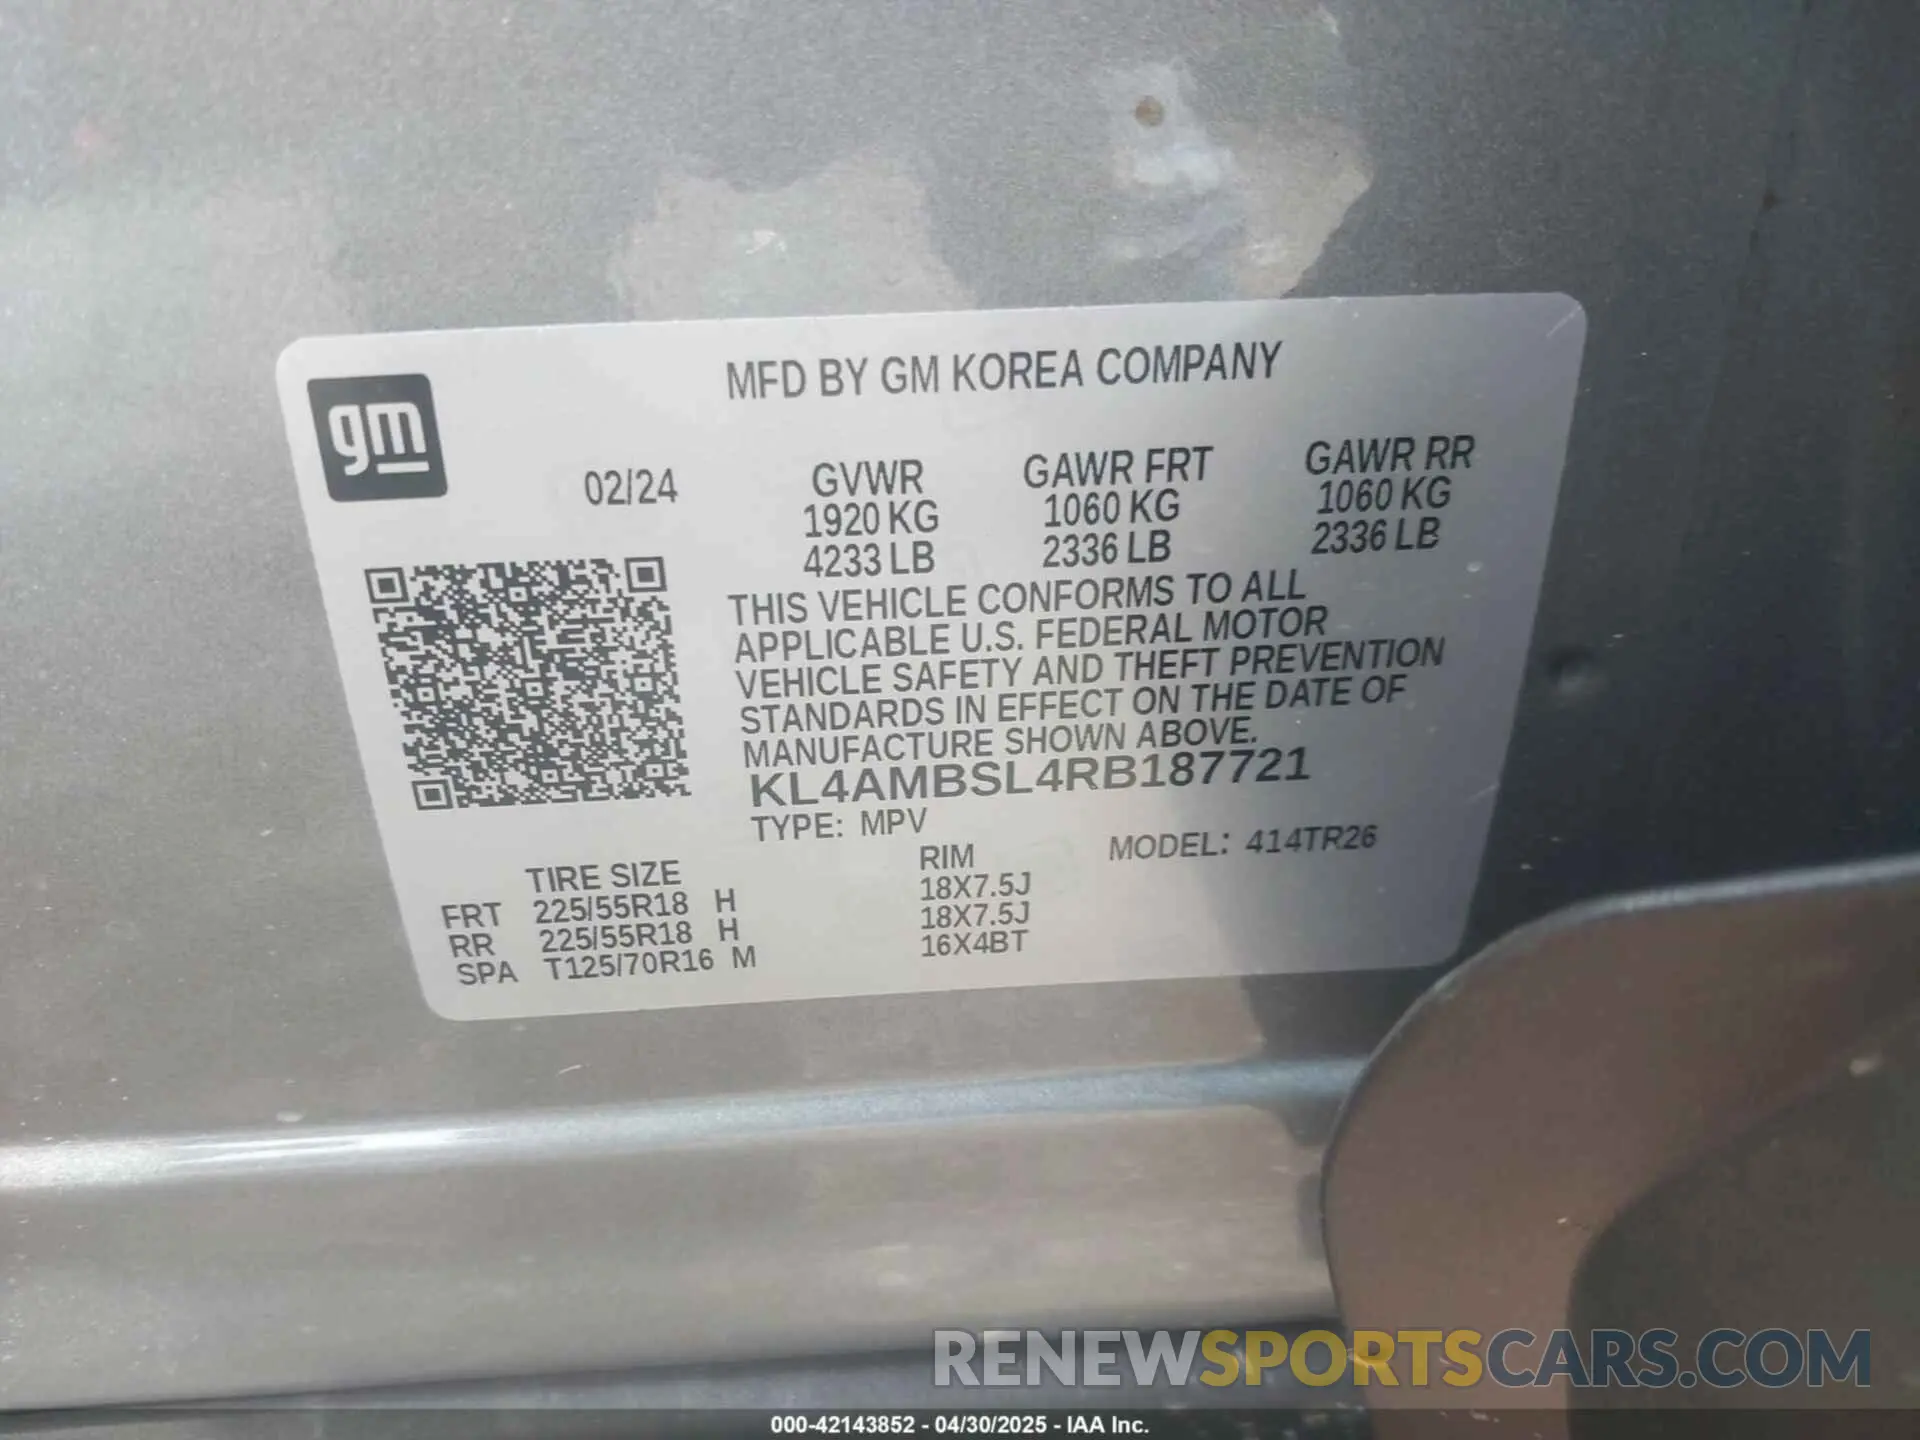 gm
MFD BY GM KOREA COMPANY
02/24 GVWR GAWR FRT GAWR RR
1920 KG 1060 KG 1060 KG
4233 LB 2336 LB 2336 LB
THIS VEHICLE CONFORMS TO ALL
APPLICABLE U.S. FEDERAL MOTOR
VEHICLE SAFETY AND THEFT PREVENTION
STANDARDS IN EFFECT ON THE DATE OF
MANUFACTURE SHOWN ABOVE.
KL4AMBSL4RB187721
TYPE: MPV MODEL: 414TR26
TIRE SIZE RIM
FRT 225/55R18 H 18X7.5J
RR 225/55R18 H 18X7.5J
SPA T125/70R16 M 16X4BT
RENEWSPORTSCARS.COM
000-42143852 - 04/30/2025 - IAA Inc.